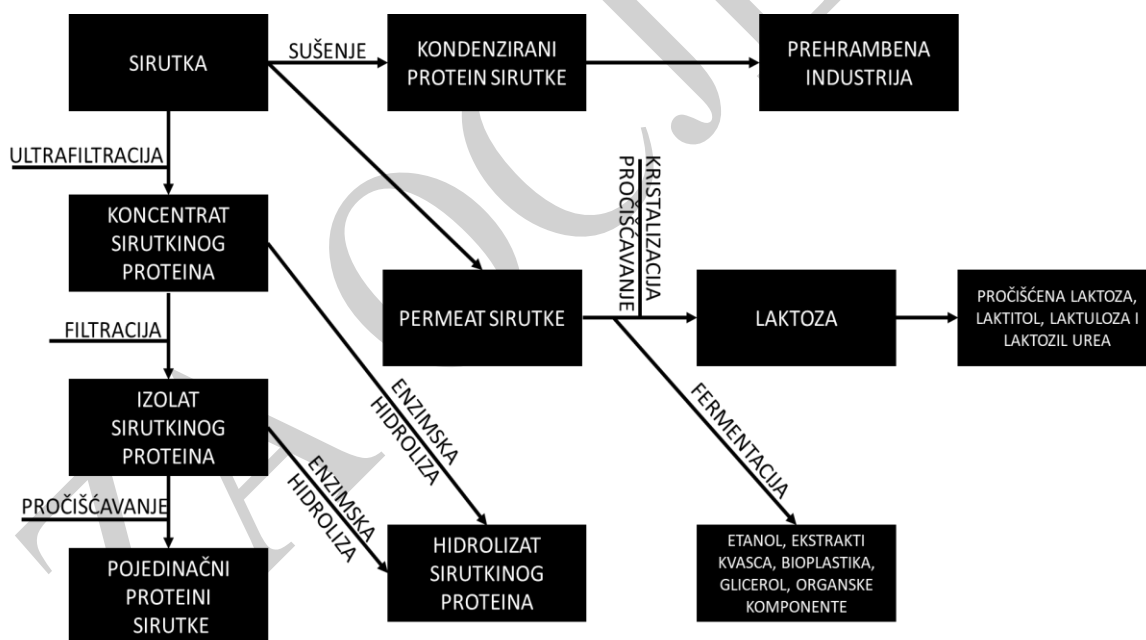 SIRUTKA
SUŠENJE
KONDENZIRANI
PROTEIN SIRUTKE
PREHRAMBENA
INDUSTRIJA
ULTRAFILTRACIJA
KONCENTRAT
SIRUTKINOG
PROTEINA
KRISTALIZACIJA
PROČIŠĆAVANJE
PERMEAT SIRUTKE
LAKTOZA
PROČIŠĆENA LAKTOZA,
LAKTITOL, LAKTULOZA I
LAKTOZIL UREA
FILTRACIJA
IZOLAT
SIRUTKINOG
PROTEINA
ENZIMSKA
HIDROLIZA
ENZIMSKA
HIDROLIZA
FERMENTACIJA
PROČIŠĆAVANJE
POJEDINAČNI
PROTEINI
SIRUTKE
HIDROLIZAT
SIRUTKINOG
PROTEINA
ETANOL, EKSTRAKTI
KVASCA, BIOPLASTIKA,
GLICEROL, ORGANSKE
KOMPONENTE